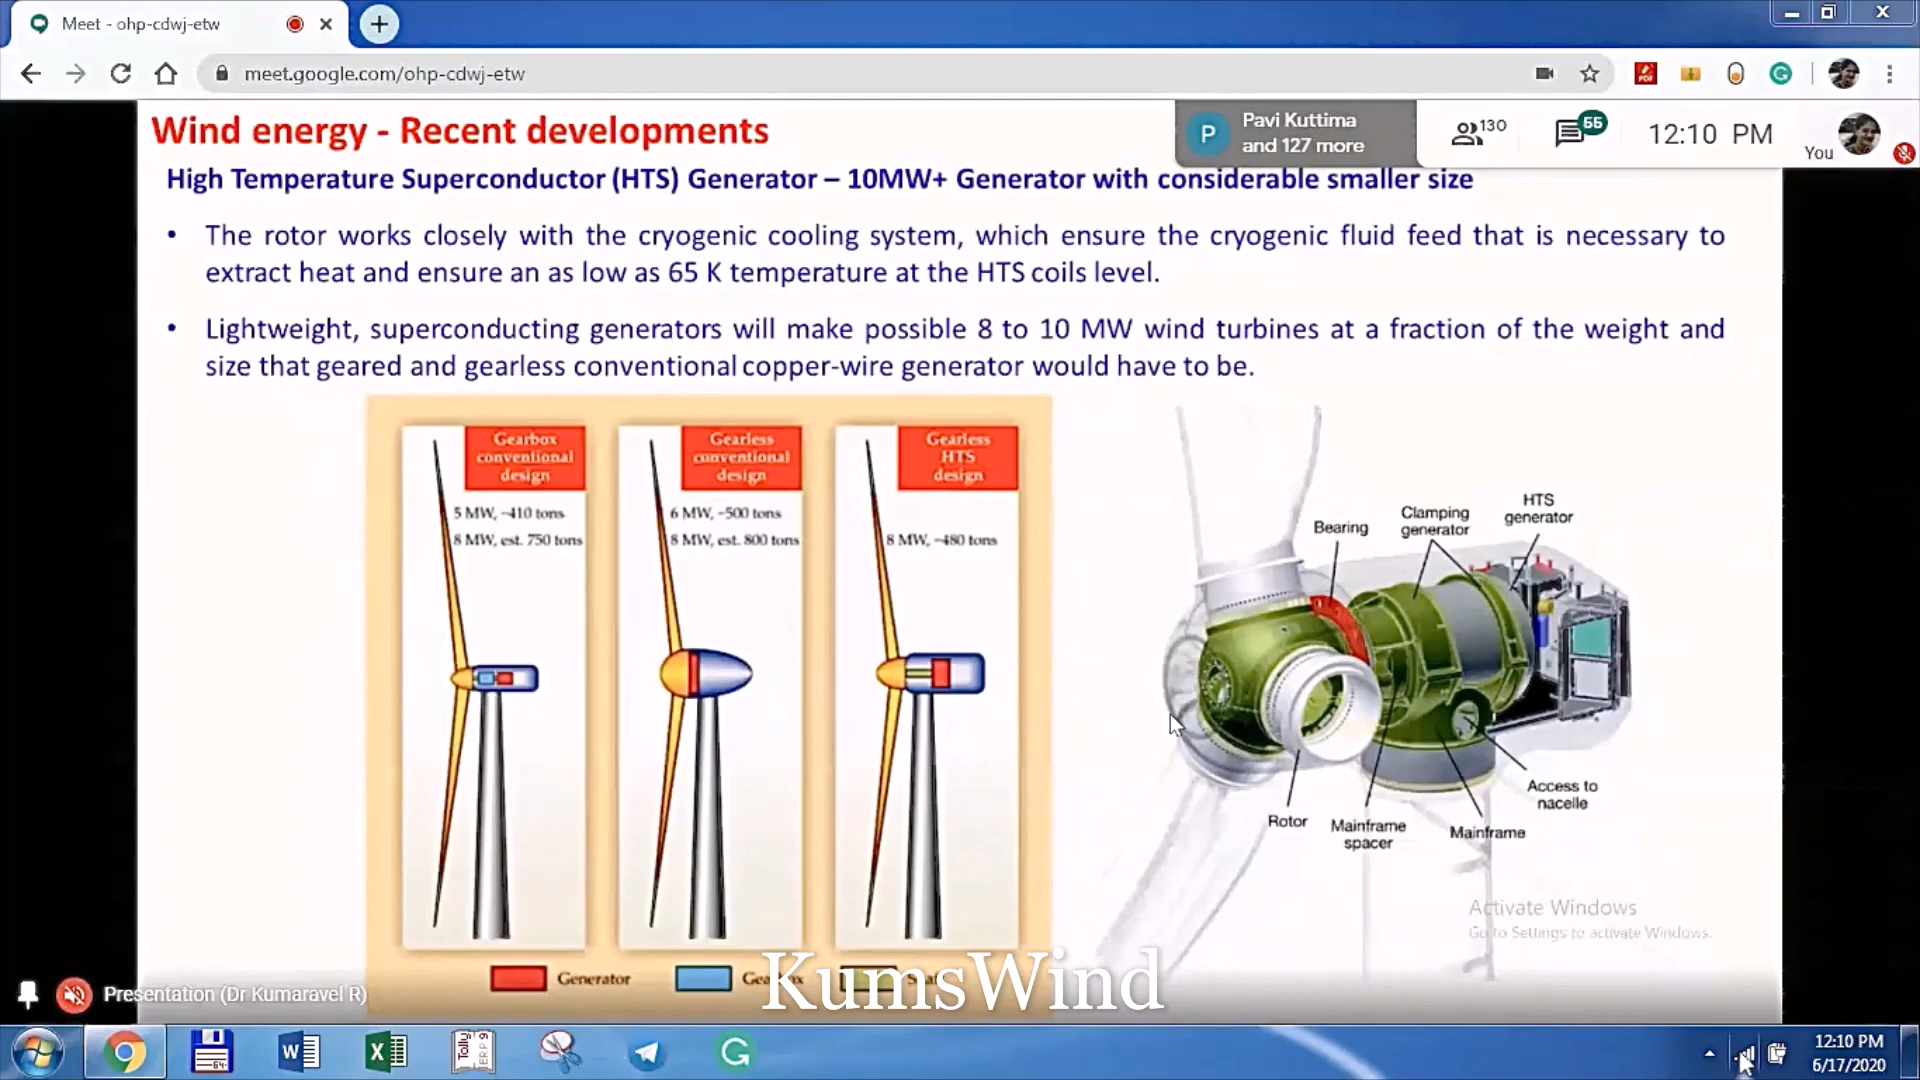 Meet - ohp-cdwj-etw
meet.google.com/ohp-cdwj-etw
Wind energy - Recent developments
P
Pavi Kuttima
and 127 more
130
55
12:10 PM
You
High Temperature Superconductor (HTS) Generator – 10MW+ Generator with considerable smaller size
• The rotor works closely with the cryogenic cooling system, which ensure the cryogenic fluid feed that is necessary to
extract heat and ensure an as low as 65 K temperature at the HTS coils level.
• Lightweight, superconducting generators will make possible 8 to 10 MW wind turbines at a fraction of the weight and
size that geared and gearless conventional copper-wire generator would have to be.
Gearbox
conventional
design
5 MW, ~410 tons
8 MW, est. 750 tons
Gearless
conventional
design
6 MW, ~500 tons
8 MW, est. 800 tons
Gearless
HTS
design
8 MW, ~480 tons
Generator
Bearing
Clamping
generator
HTS
generator
Rotor
Mainframe
spacer
Mainframe
Access to
nacelle
Activate Windows
Go to Settings to activate Windows.
KumsWind
Presentation (Dr Kumaravel R)
PDF
64
W
X
Tally
ERP 9
12:10 PM
6/17/2020